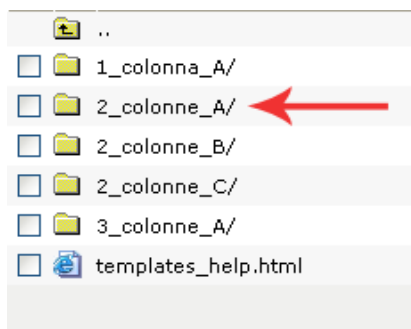 ..
1_colonna_A/
2_colonne_A/
2_colonne_B/
2_colonne_C/
3_colonne_A/
templates_help.html